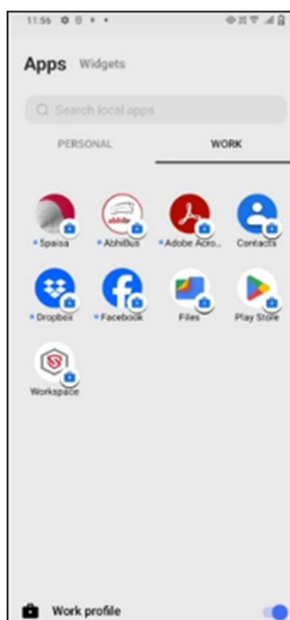 11:56
Apps Widgets
Search local apps
PERSONAL WORK
5paisa AbhiBus Adobe Acro... Contacts
Dropbox Facebook Files Play Store
Workspace
Work profile